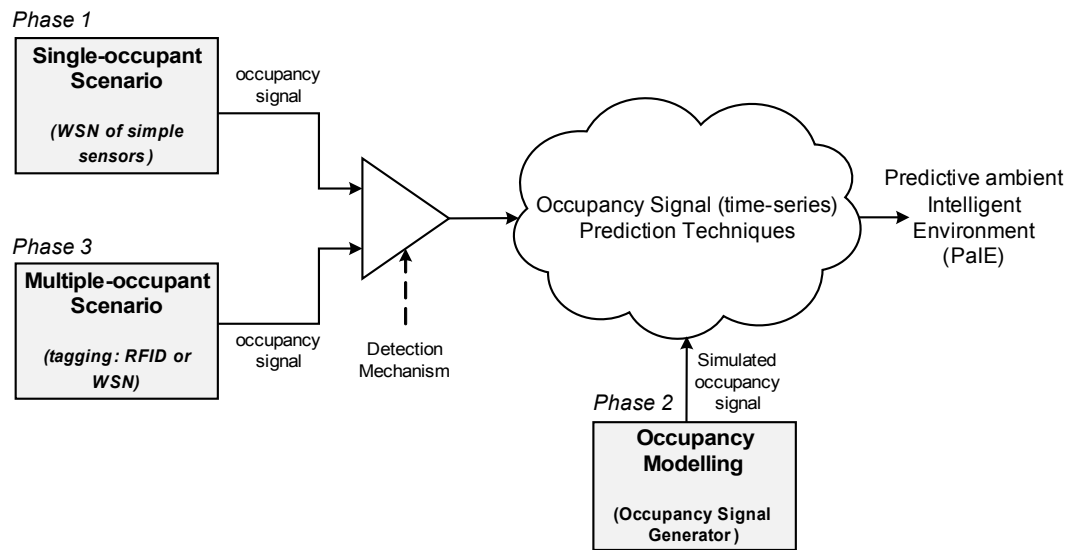 Phase 1
Single-occupant
Scenario
(WSN of simple
sensors)
occupancy
signal
Phase 3
Multiple-occupant
Scenario
(tagging: RFID or
WSN)
occupancy
signal
Detection
Mechanism
Occupancy Signal (time-series)
Prediction Techniques
Predictive ambient
Intelligent
Environment
(PaIE)
Simulated
occupancy
signal
Phase 2
Occupancy
Modelling
(Occupancy Signal
Generator)